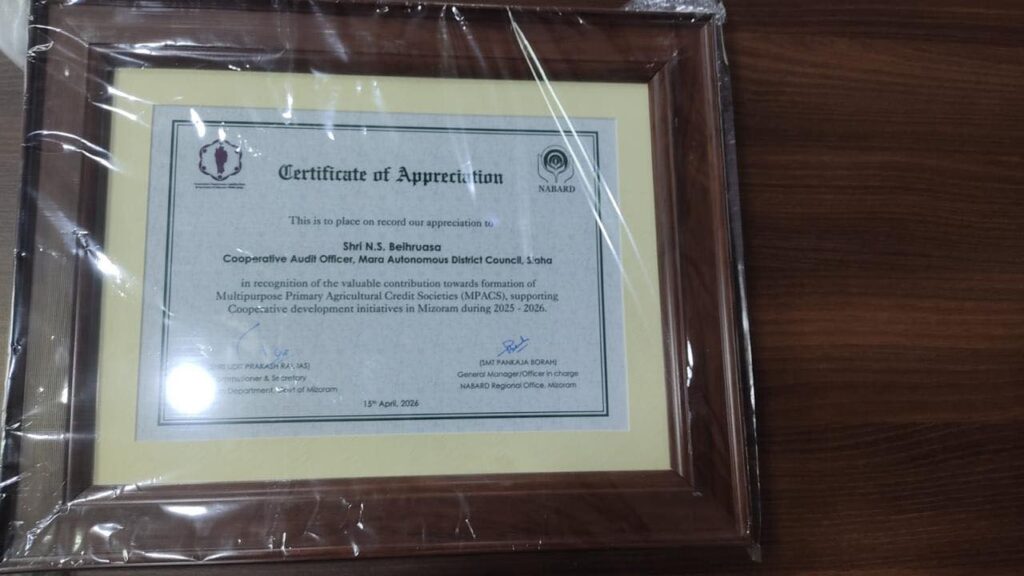 Certificate of Appreciation
NABARD
This is to place on record our appreciation to
Shri N.S. Beihruasa
Cooperative Audit Officer, Mara Autonomous District Council, Siaha
in recognition of the valuable contribution towards formation of
Multipurpose Primary Agricultural Credit Societies (MPACS), supporting
Cooperative development initiatives in Mizoram during 2025 - 2026.
PRAKASH
(SMT PANKAJA BORAH)
& Secretary
General Manager/Officer in charge
Department, Govt of Mizoram
NABARD Regional Office, Mizoram
15th April, 2026